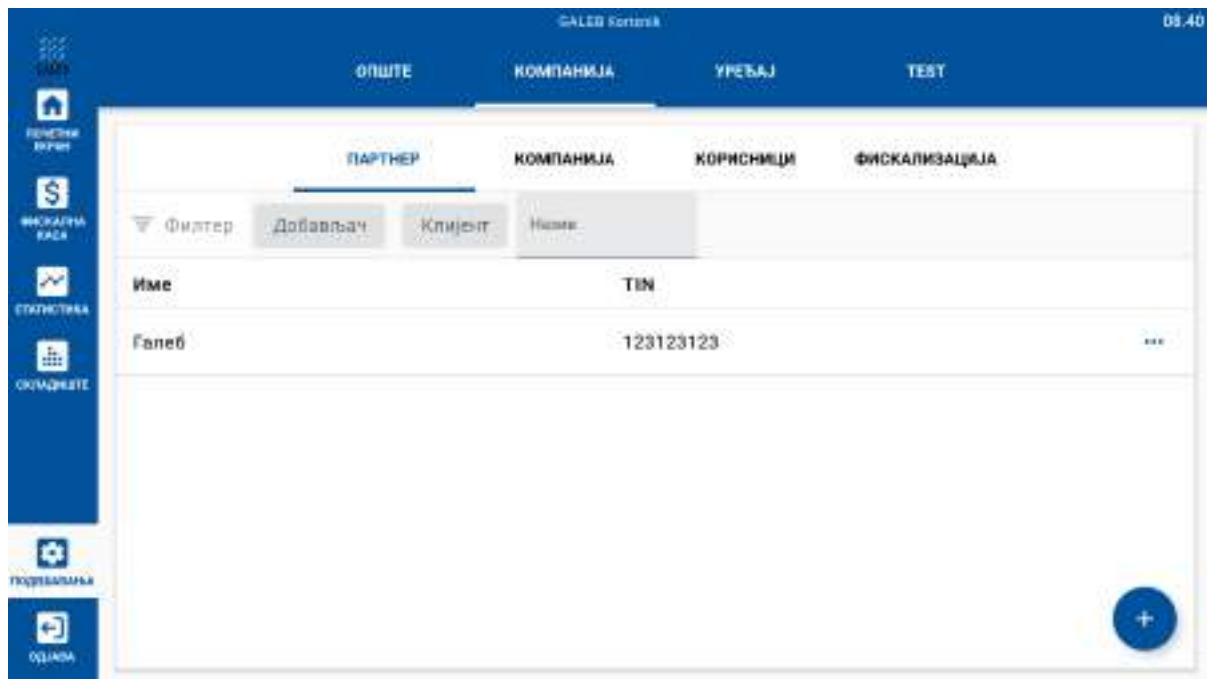 GALEB Korisnik 08.40
ОПШТЕ КОМПАНИЈА УРЕЂАЈ TEST
ПОЧЕТНИ
ЕКРАН
ПАРТНЕР КОМПАНИЈА КОРИСНИЦИ ФИСКАЛИЗАЦИЈА
ФИСКАЛНА
КАСА
Филтер Добављач Клијент Назив
Име TIN
СТАТИСТИКА
Галеб 123123123
СКЛАДИШТЕ
ПОДЕШАВАЊА
ОДЈАВА